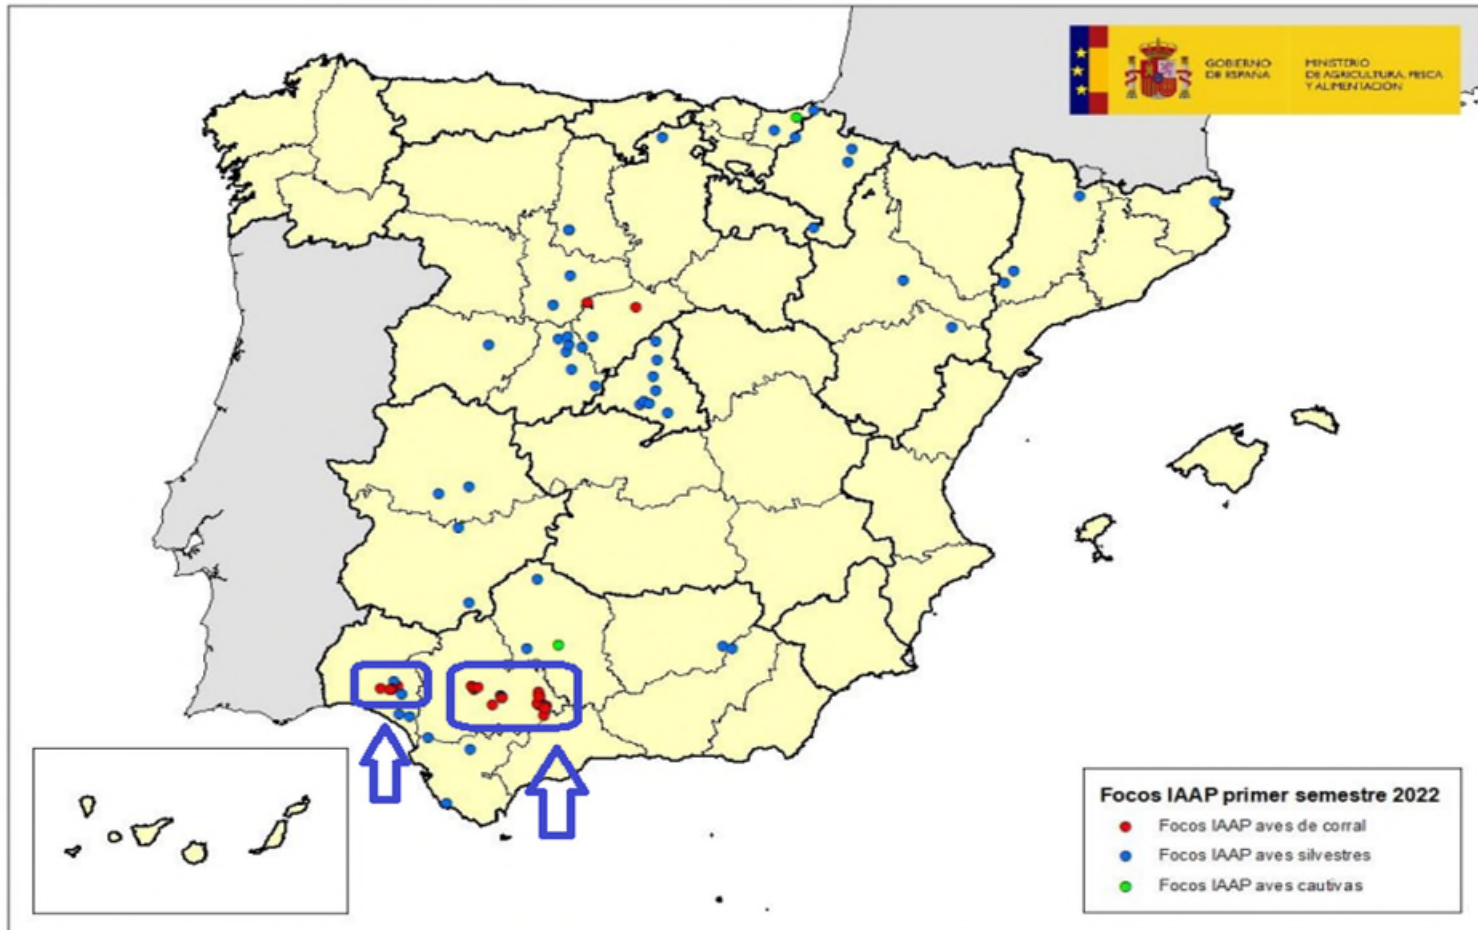 GOBIERNO
DE ESPAÑA
MINISTERIO
DE AGRICULTURA, PESCA
Y ALIMENTACIÓN
Focos IAAP primer semestre 2022
Focos IAAP aves de corral
Focos IAAP aves silvestres
Focos IAAP aves cautivas